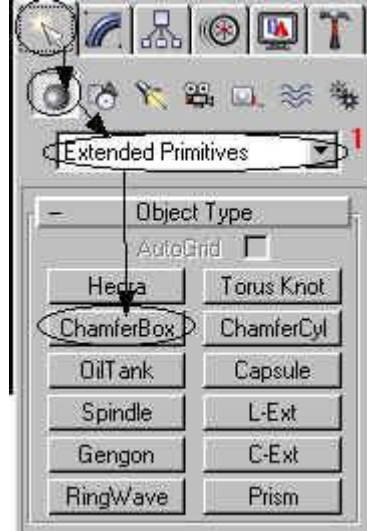 Extended Primitives 1
- Object Type
AutoGrid
Hedra Torus Knot
ChamferBox ChamferCyl
OilTank Capsule
Spindle L-Ext
Gengon C-Ext
RingWave Prism